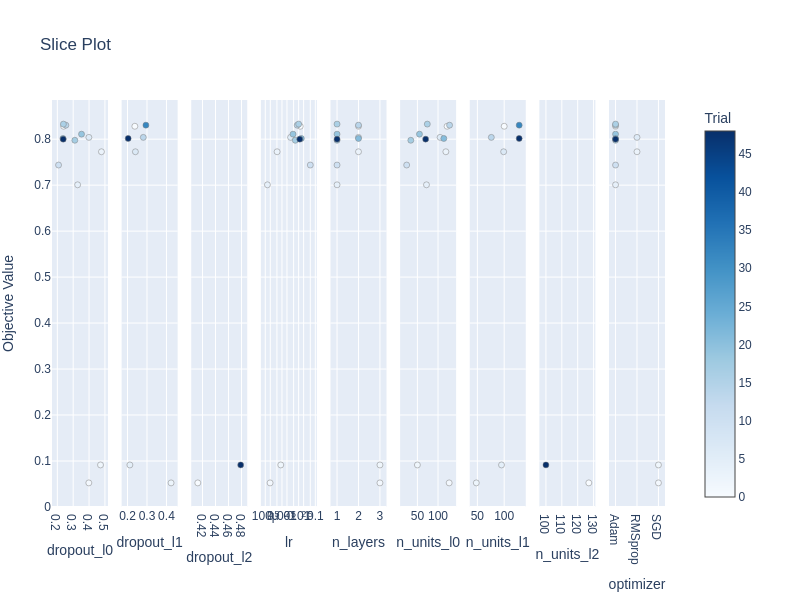 Slice Plot
Trial
Objective Value
0.8
0.7
0.6
0.5
0.4
0.3
0.2
0.1
0
0.2 0.3 0.4 0.5
dropout_l0
0.2 0.3 0.4
dropout_l1
0.42 0.44 0.46 0.48
dropout_l2
0.1
lr
1 2 3
n_layers
50 100
n_units_l0
50 100
n_units_l1
100 110 120 130
n_units_l2
Adam RMSprop SGD
optimizer
45
40
35
30
25
20
15
10
5
0